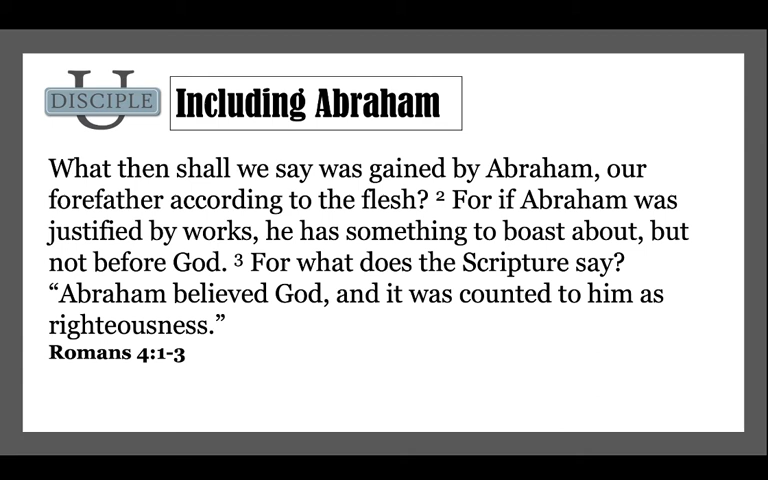 U
DISCIPLE
Including Abraham
What then shall we say was gained by Abraham, our
forefather according to the flesh? ² For if Abraham was
justified by works, he has something to boast about, but
not before God. ³ For what does the Scripture say?
“Abraham believed God, and it was counted to him as
righteousness.”
Romans 4:1-3